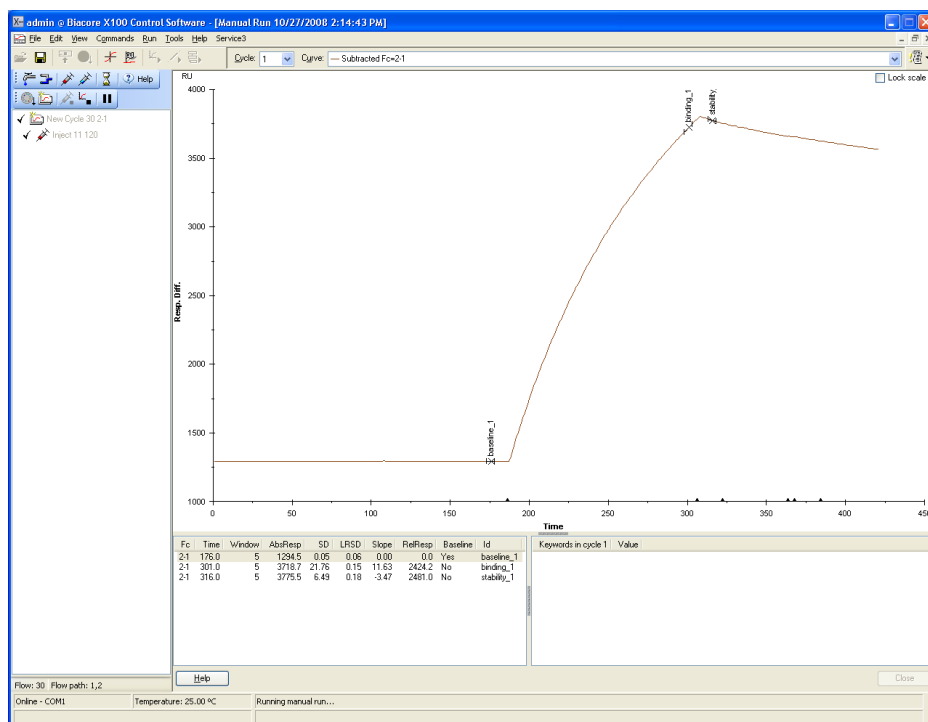 admin @ Biacore X100 Control Software - [Manual Run 10/27/2008 2:14:43 PM]
File Edit View Commands Run Tools Help Service3
Cycle: 1 Curve: — Subtracted Fc=2-1
Help
RU
Lock scale
New Cycle 30 2-1
Inject 11 120
4000
3500
3000
2500
2000
1500
1000
Resp. Diff.
baseline_1
binding_1
stability_
0 50 100 150 200 250 300 350 400 450
Time
Fc Time Window AbsResp SD LRSD Slope RelResp Baseline Id
2-1 176.0 5 1294.5 0.05 0.06 0.00 0.0 Yes baseline_1
2-1 301.0 5 3718.7 21.76 0.15 11.63 2424.2 No binding_1
2-1 316.0 5 3775.5 6.49 0.18 -3.47 2481.0 No stability_1
Keywords in cycle 1 Value
Help
Close
Flow: 30 Flow path: 1,2
Online - COM1 Temperature: 25.00 ºC Running manual run...